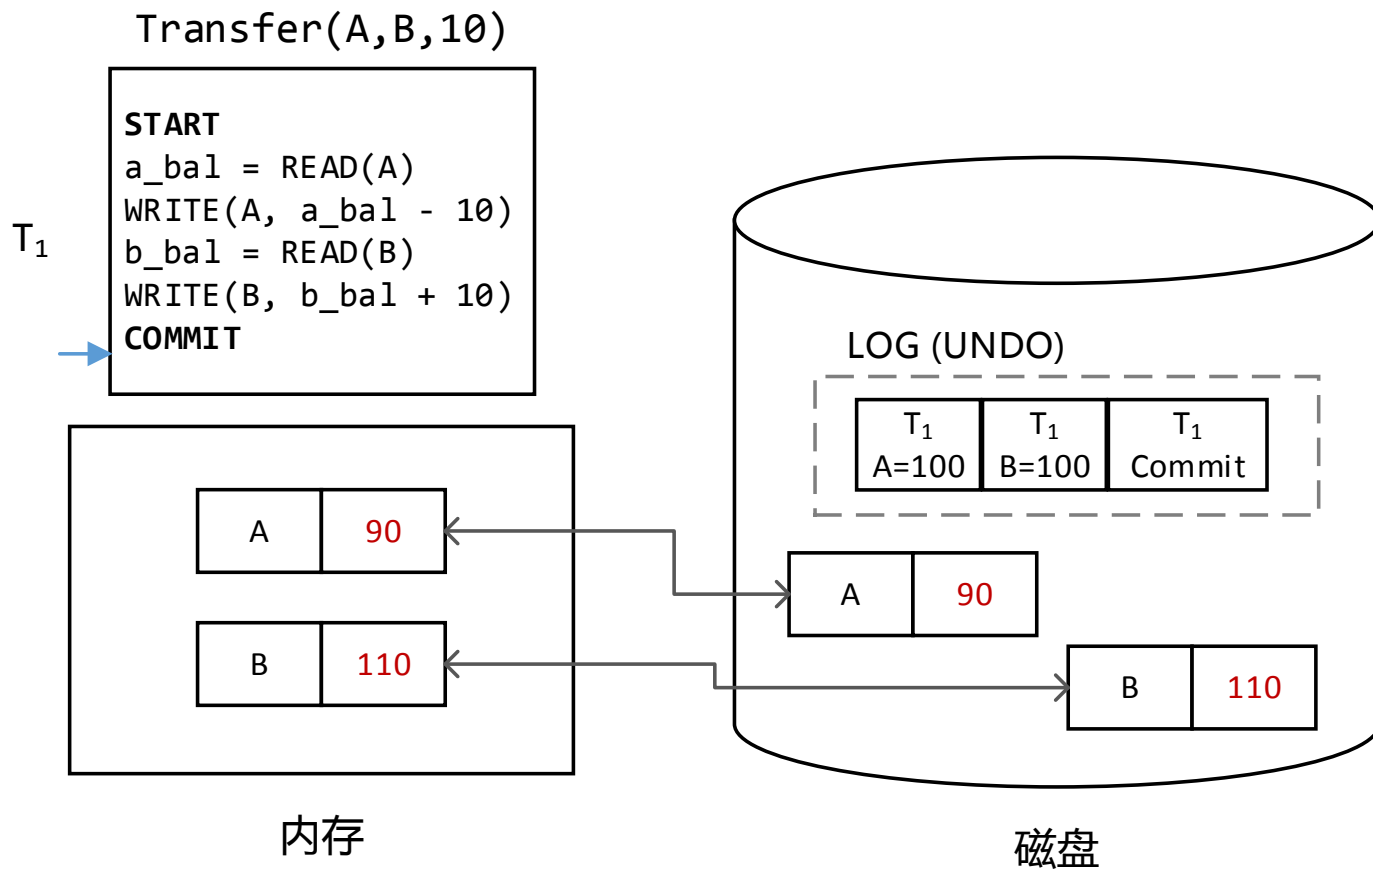 Transfer(A,B,10)
START
a_bal = READ(A)
WRITE(A, a_bal - 10)
b_bal = READ(B)
WRITE(B, b_bal + 10)
COMMIT
T₁
LOG (UNDO)
T₁ T₁ T₁
A=100 B=100 Commit
A 90
B 110
A 90
B 110
内存
磁盘